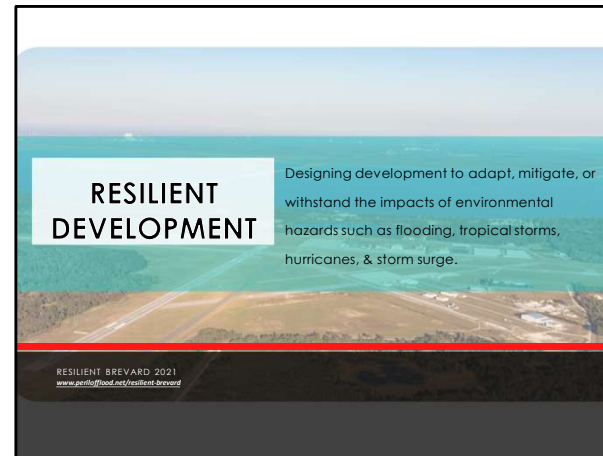 RESILIENT
DEVELOPMENT
Designing development to adapt, mitigate, or
withstand the impacts of environmental
hazards such as flooding, tropical storms,
hurricanes, & storm surge.
RESILIENT BREVARD 2021
www.perilofflood.net/resilient-brevard